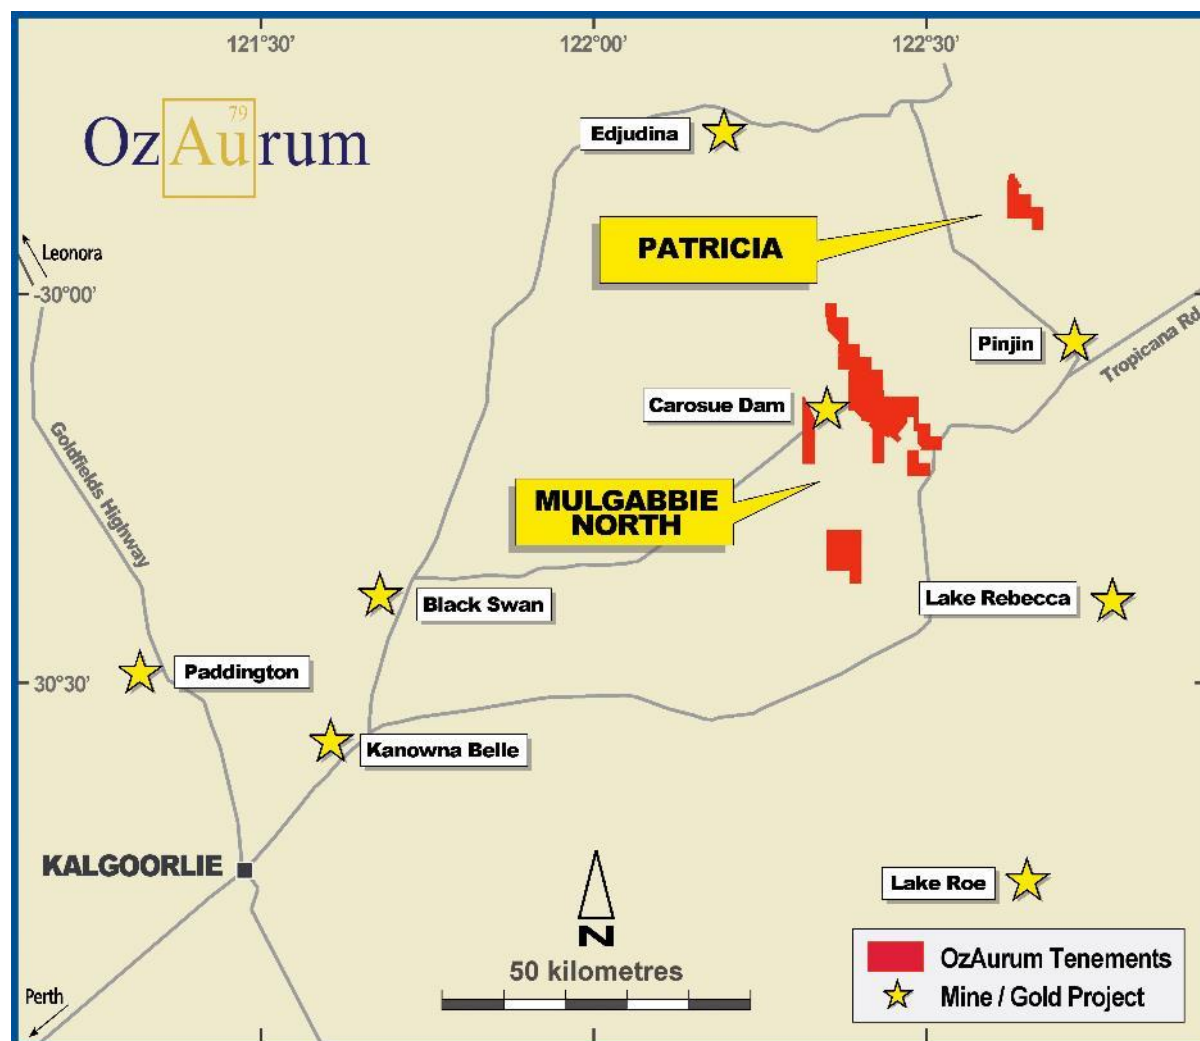 121°30’
122°00’
122°30’
79
OzAurum
Edjudina
PATRICIA
Leonora
-30°00’
Pinjin
Tropicana Rd
Carosue Dam
Goldfields Highway
MULGABBIE
NORTH
Black Swan
Lake Rebecca
Paddington
30°30’
Kanowna Belle
KALGOORLIE
Lake Roe
N
50 kilometres
OzAurum Tenements
Mine / Gold Project
Perth